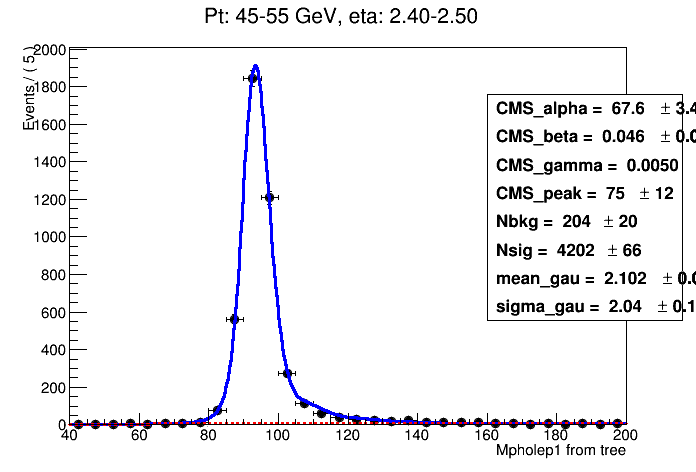 Pt: 45-55 GeV, eta: 2.40-2.50
Events / ( 5 )
2000
1800
1600
1400
1200
1000
800
600
400
200
0
40 60 80 100 120 140 160 180 200
Mpholep1 from tree
CMS_alpha = 67.6 ± 3.4
CMS_beta = 0.046 ± 0.0
CMS_gamma = 0.0050
CMS_peak = 75 ± 12
Nbkg = 204 ± 20
Nsig = 4202 ± 66
mean_gau = 2.102 ± 0.0
sigma_gau = 2.04 ± 0.1